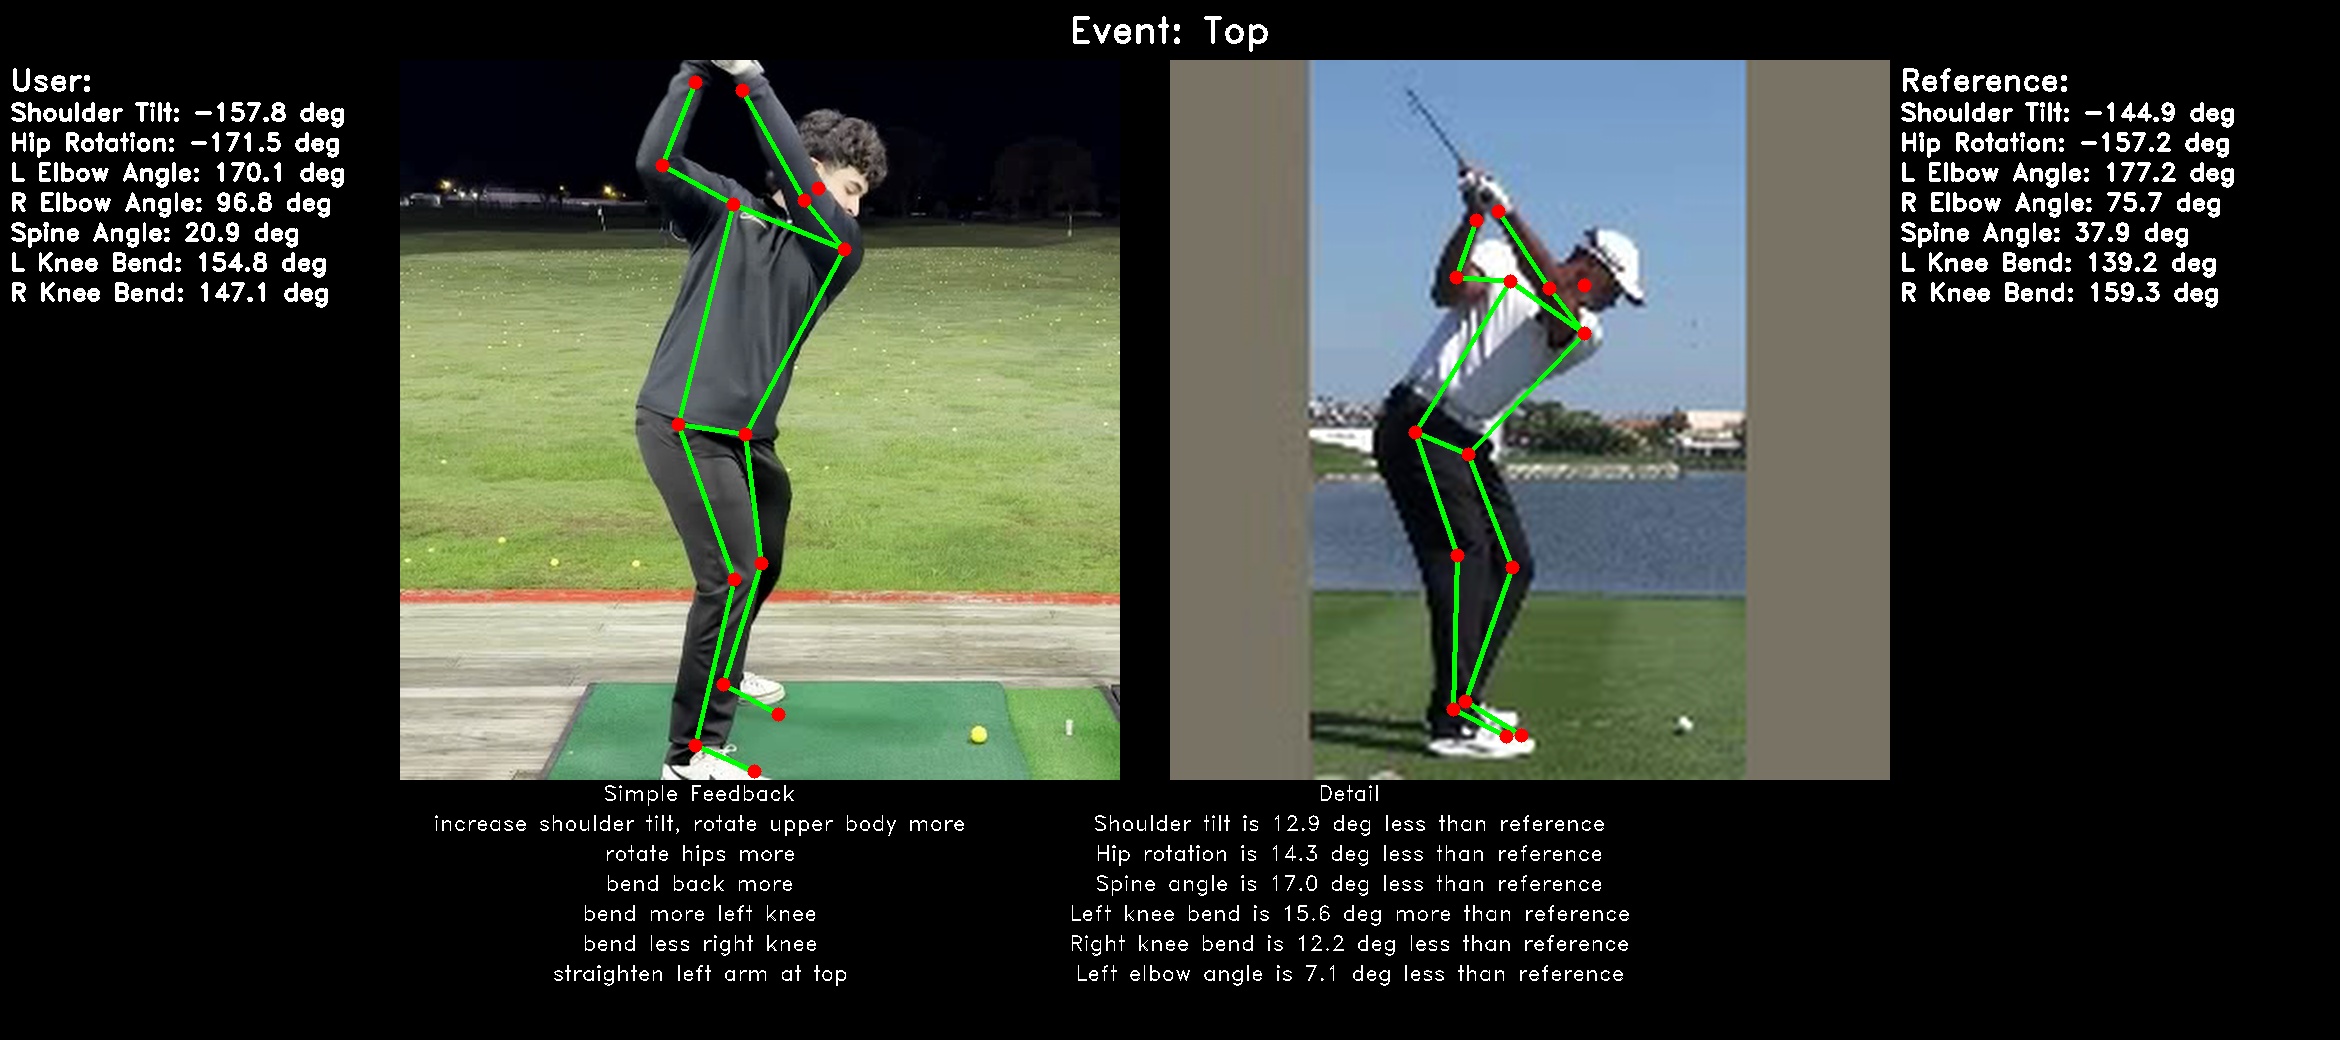 Event: Top
User:
Shoulder Tilt: -157.8 deg
Hip Rotation: -171.5 deg
L Elbow Angle: 170.1 deg
R Elbow Angle: 96.8 deg
Spine Angle: 20.9 deg
L Knee Bend: 154.8 deg
R Knee Bend: 147.1 deg
Reference:
Shoulder Tilt: -144.9 deg
Hip Rotation: -157.2 deg
L Elbow Angle: 177.2 deg
R Elbow Angle: 75.7 deg
Spine Angle: 37.9 deg
L Knee Bend: 139.2 deg
R Knee Bend: 159.3 deg
Simple Feedback
increase shoulder tilt, rotate upper body more
rotate hips more
bend back more
bend more left knee
bend less right knee
straighten left arm at top
Detail
Shoulder tilt is 12.9 deg less than reference
Hip rotation is 14.3 deg less than reference
Spine angle is 17.0 deg less than reference
Left knee bend is 15.6 deg more than reference
Right knee bend is 12.2 deg less than reference
Left elbow angle is 7.1 deg less than reference